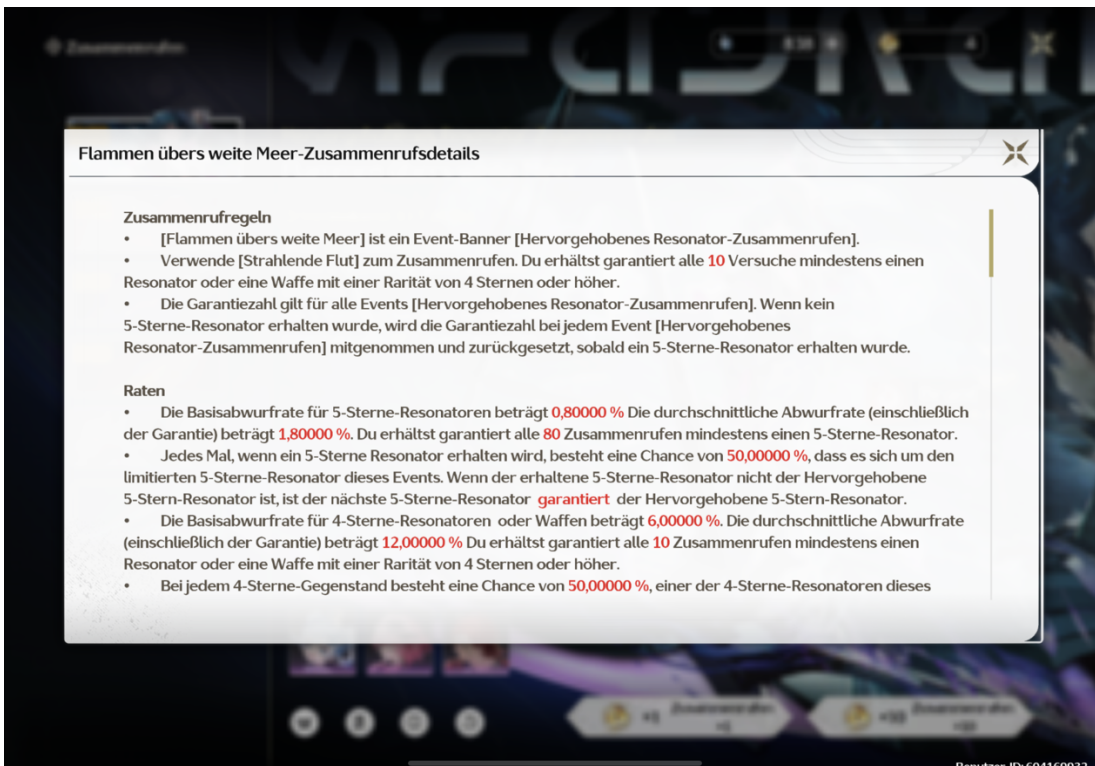 Zusammenrufen
838
4
Flammen übers weite Meer-Zusammenrufsdetails
Zusammenrufregeln
• [Flammen übers weite Meer] ist ein Event-Banner [Hervorgehobenes Resonator-Zusammenrufen].
• Verwende [Strahlende Flut] zum Zusammenrufen. Du erhältst garantiert alle 10 Versuche mindestens einen
Resonator oder eine Waffe mit einer Rarität von 4 Sternen oder höher.
• Die Garantiezahl gilt für alle Events [Hervorgehobenes Resonator-Zusammenrufen]. Wenn kein
5-Sterne-Resonator erhalten wurde, wird die Garantiezahl bei jedem Event [Hervorgehobenes
Resonator-Zusammenrufen] mitgenommen und zurückgesetzt, sobald ein 5-Sterne-Resonator erhalten wurde.
Raten
• Die Basisabwurfrate für 5-Sterne-Resonatoren beträgt 0,80000 % Die durchschnittliche Abwurfrate (einschließlich
der Garantie) beträgt 1,80000 %. Du erhältst garantiert alle 80 Zusammenrufen mindestens einen 5-Sterne-Resonator.
• Jedes Mal, wenn ein 5-Sterne Resonator erhalten wird, besteht eine Chance von 50,00000 %, dass es sich um den
limitierten 5-Sterne-Resonator dieses Events. Wenn der erhaltene 5-Sterne-Resonator nicht der Hervorgehobene
5-Stern-Resonator ist, ist der nächste 5-Sterne-Resonator garantiert der Hervorgehobene 5-Stern-Resonator.
• Die Basisabwurfrate für 4-Sterne-Resonatoren oder Waffen beträgt 6,00000 %. Die durchschnittliche Abwurfrate
(einschließlich der Garantie) beträgt 12,00000 % Du erhältst garantiert alle 10 Zusammenrufen mindestens einen
Resonator oder eine Waffe mit einer Rarität von 4 Sternen oder höher.
• Bei jedem 4-Sterne-Gegenstand besteht eine Chance von 50,00000 %, einer der 4-Sterne-Resonatoren dieses
×1 Zusammenrufen
×1
×10 Zusammenrufen
×10